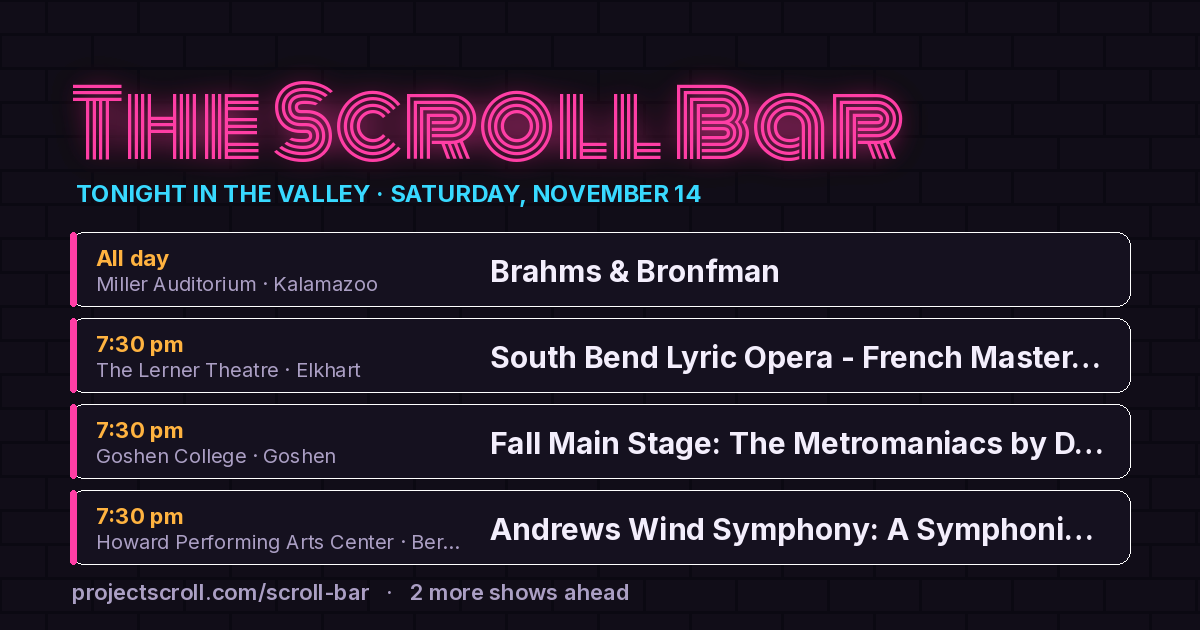 The Scroll Bar
TONIGHT IN THE VALLEY · SATURDAY, NOVEMBER 14
All day
Miller Auditorium · Kalamazoo
Brahms & Bronfman
7:30 pm
The Lerner Theatre · Elkhart
South Bend Lyric Opera - French Master…
7:30 pm
Goshen College · Goshen
Fall Main Stage: The Metromaniacs by D…
7:30 pm
Howard Performing Arts Center · Ber…
Andrews Wind Symphony: A Symphoni…
projectscroll.com/scroll-bar · 2 more shows ahead